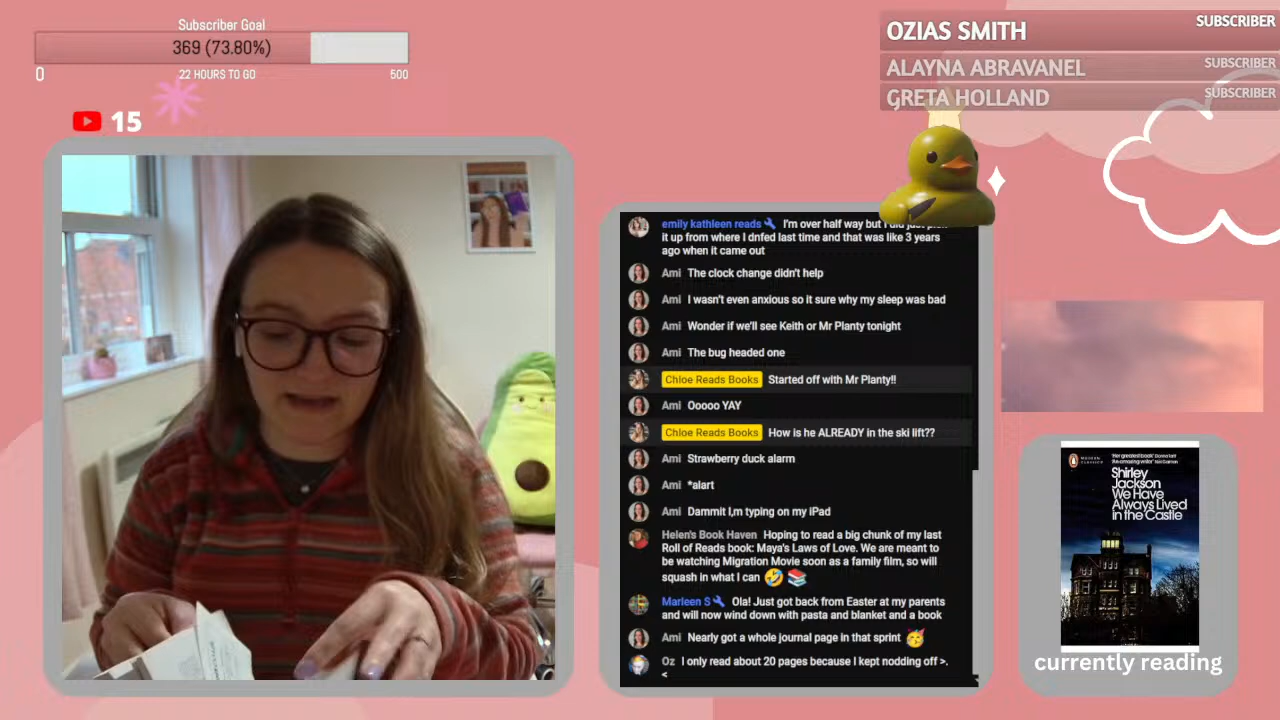 Subscriber Goal
369 (73.80%)
0
22 HOURS TO GO
500
15
OZIAS SMITH SUBSCRIBER
ALAYNA ABRAVANEL SUBSCRIBER
GRETA HOLLAND SUBSCRIBER
emily kathleen reads I'm over half way but I did just
it up from where I dnfed last time and that was like 3 years
ago when it came out
Ami The clock change didn't help
Ami I wasn't even anxious so it sure why my sleep was bad
Ami Wonder if we'll see Keith or Mr Planty tonight
Ami The bug headed one
Chloe Reads Books Started off with Mr Planty!!
Ami Ooooo YAY
Chloe Reads Books How is he ALREADY in the ski lift??
Ami Strawberry duck alarm
Ami *alart
Ami Dammit I,m typing on my iPad
Helen's Book Haven Hoping to read a big chunk of my last
Roll of Reads book: Maya's Laws of Love. We are meant to
be watching Migration Movie soon as a family film, so will
squash in what I can 🤣 📚
Marleen S Ola! Just got back from Easter at my parents
and will now wind down with pasta and blanket and a book
Ami Nearly got a whole journal page in that sprint 🥳
Oz I only read about 20 pages because I kept nodding off >.
<
Shirley
Jackson
We Have
Always Lived
in the Castle
currently reading